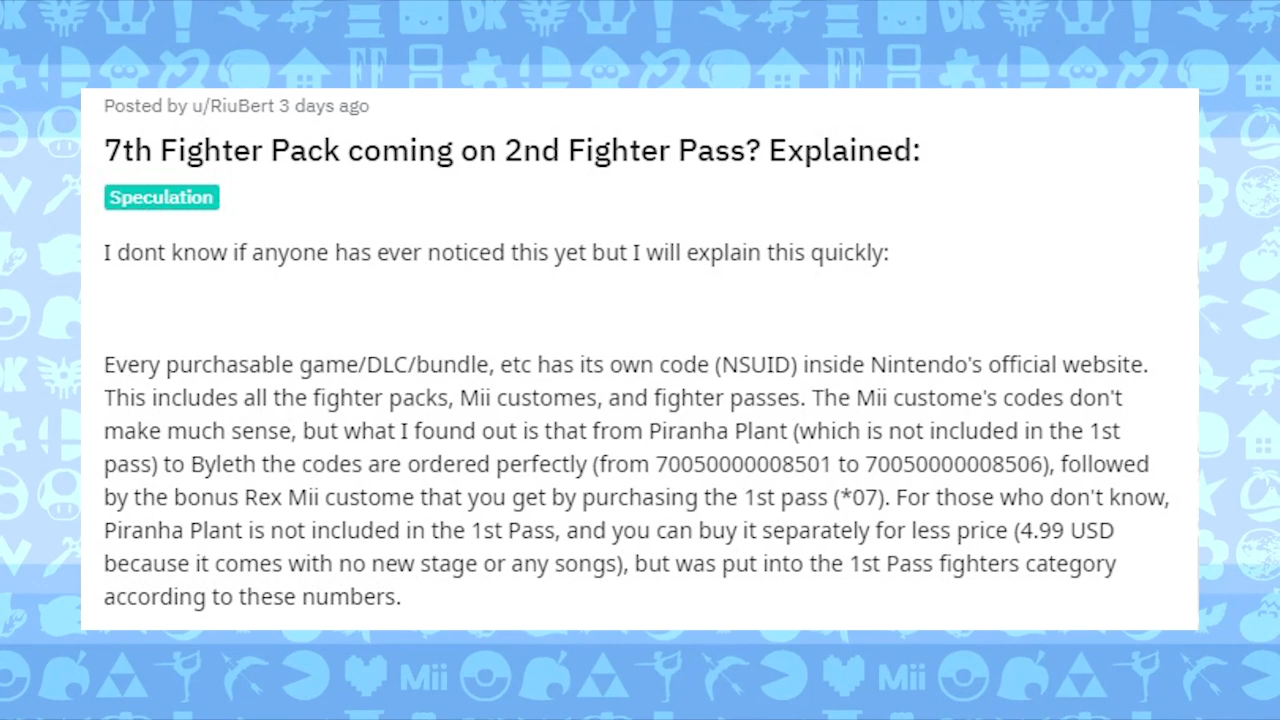 DK
DK
FF
FF
Posted by u/RiuBert 3 days ago
7th Fighter Pack coming on 2nd Fighter Pass? Explained:
Speculation
I dont know if anyone has ever noticed this yet but I will explain this quickly:
Every purchasable game/DLC/bundle, etc has its own code (NSUID) inside Nintendo's official website.
This includes all the fighter packs, Mii customes, and fighter passes. The Mii custome's codes don't
make much sense, but what I found out is that from Piranha Plant (which is not included in the 1st
pass) to Byleth the codes are ordered perfectly (from 70050000008501 to 70050000008506), followed
by the bonus Rex Mii custome that you get by purchasing the 1st pass (*07). For those who don't know,
Piranha Plant is not included in the 1st Pass, and you can buy it separately for less price (4.99 USD
because it comes with no new stage or any songs), but was put into the 1st Pass fighters category
according to these numbers.
Mii
Mii